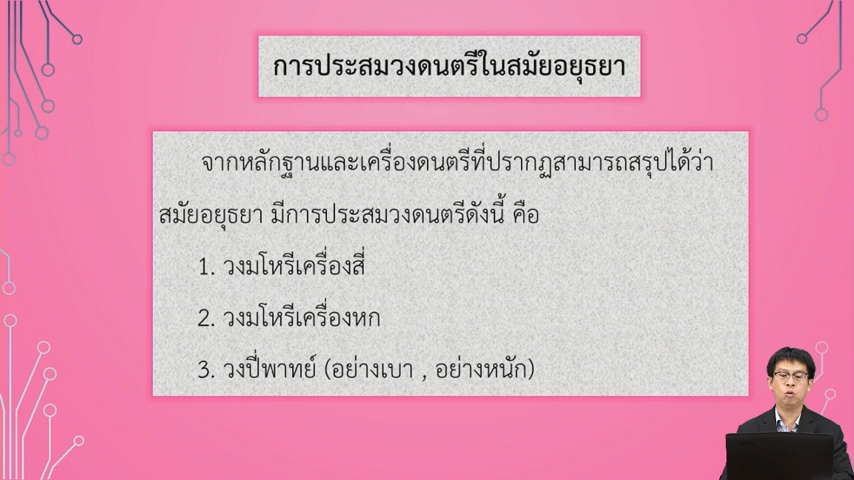 การประสมวงดนตรีในสมัยอยุธยา
จากหลักฐานและเครื่องดนตรีที่ปรากฏสามารถสรุปได้ว่า
สมัยอยุธยา มีการประสมวงดนตรีดังนี้ คือ
1. วงมโหรีเครื่องสี่
2. วงมโหรีเครื่องหก
3. วงปี่พาทย์ (อย่างเบา , อย่างหนัก)